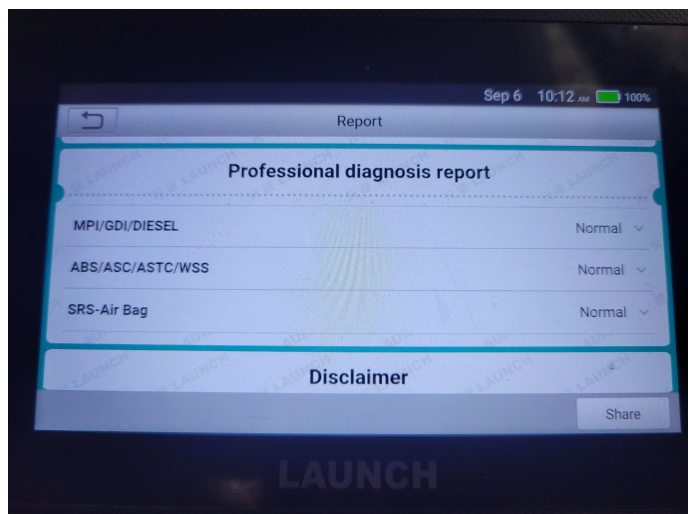 Sep 6 10:12 AM 100%
Report
Professional diagnosis report
MPI/GDI/DIESEL Normal
ABS/ASC/ASTC/WSS Normal
SRS-Air Bag Normal
Disclaimer
Share
LAUNCH